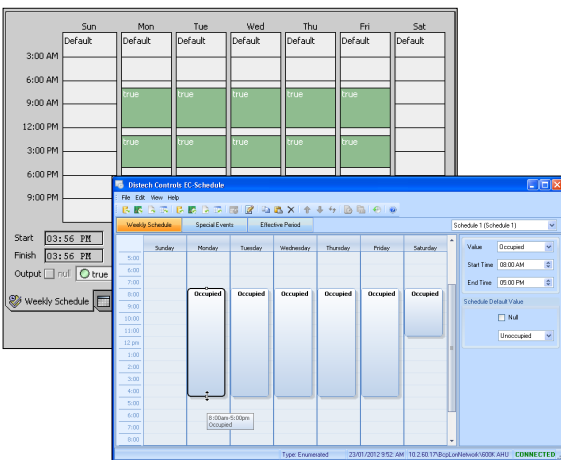 Sun Mon Tue Wed Thu Fri Sat
Default Default Default Default Default Default Default
3:00 AM
6:00 AM
true true true true true
9:00 AM
12:00 PM
true true true true true
3:00 PM
6:00 PM
9:00 PM
Start 03:56 PM
Finish 03:56 PM
Output null true
Weekly Schedule
Distech Controls EC-Schedule
File Edit View Help
Weekly Schedule Special Events Effective Period Schedule 1 (Schedule 1)
Sunday Monday Tuesday Wednesday Thursday Friday Saturday
5:00
6:00
7:00
8:00 Occupied Occupied Occupied Occupied Occupied Occupied
9:00
10:00
11:00
12 pm
1:00
2:00
3:00
4:00
5:00
6:00
7:00
8:00
8:00am-5:00pm
Occupied
Value Occupied
Start Time 08:00 AM
End Time 05:00 PM
Schedule Default Value
Null
Unoccupied
Type: Enumerated 23/01/2012 9:52 AM 10.2.60.17\BcpLonNetwork\600K AHU CONNECTED